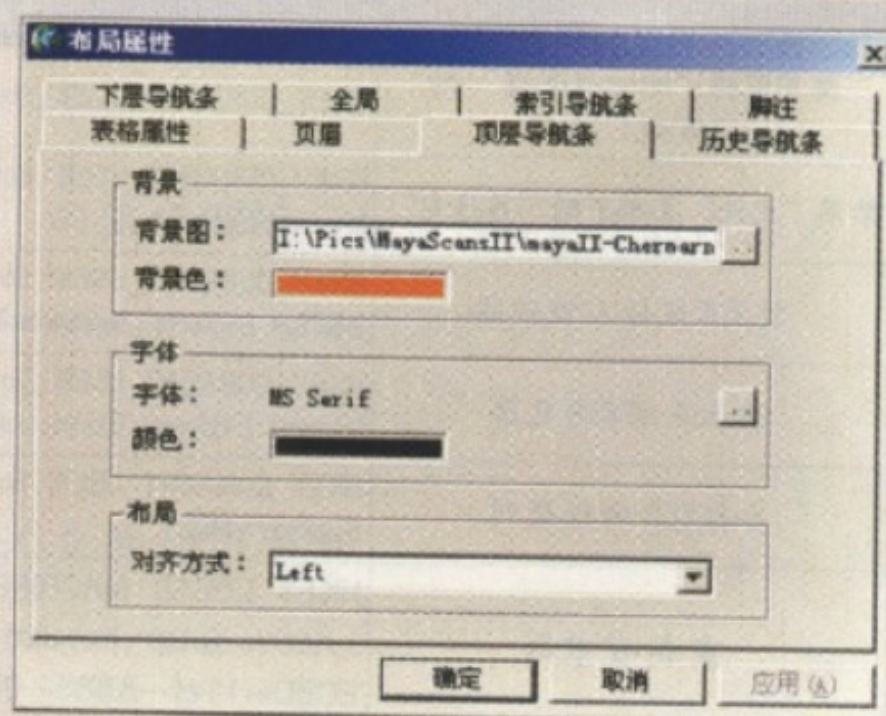 布局属性
下层导航条 全局 索引导航条 脚注
表格属性 页眉 顶层导航条 历史导航条
背景
背景图： I:\Pics\MayaScansII\mayaII-Chermarn ..
背景色：
字体
字体： MS Serif ..
颜色：
布局
对齐方式： Left
确定 取消 应用(A)